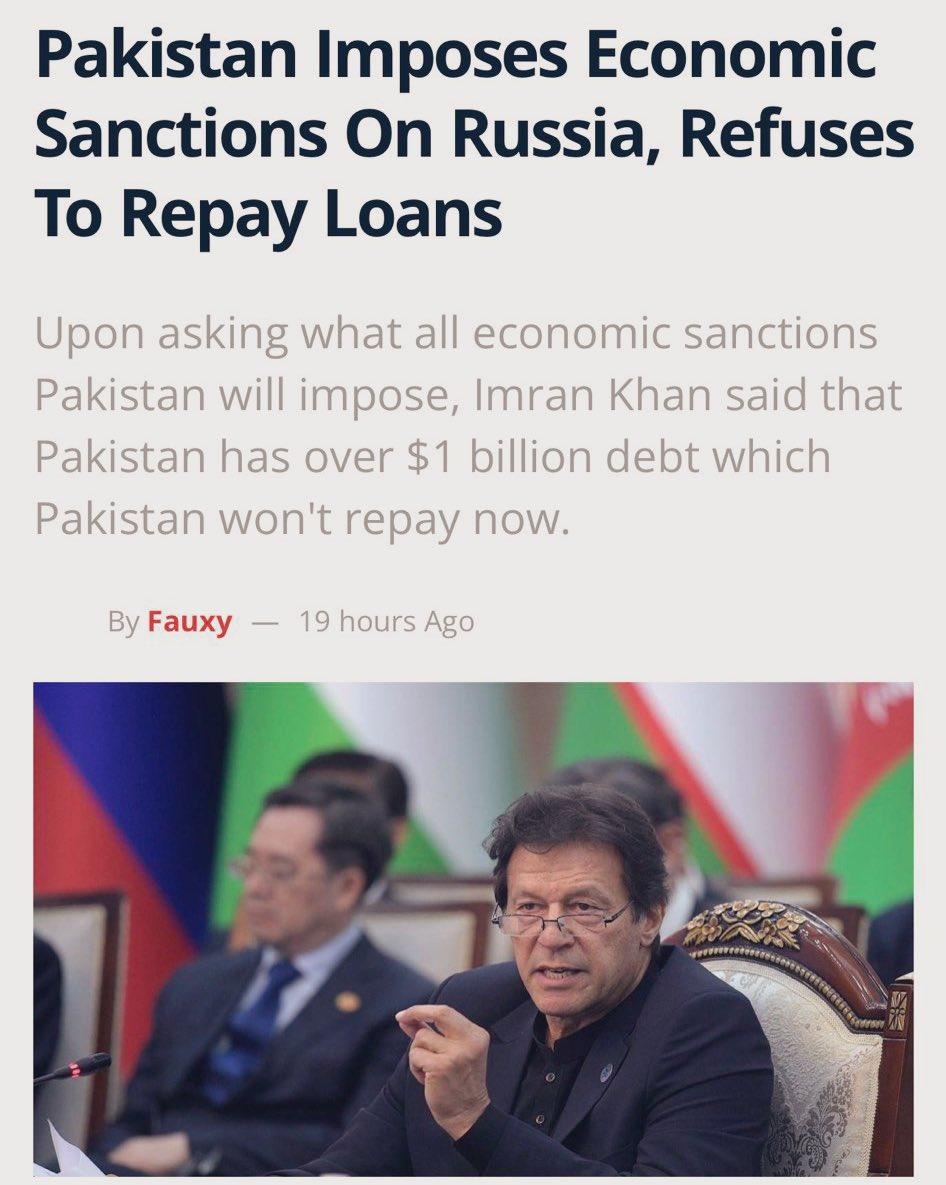 Pakistan Imposes Economic
Sanctions On Russia, Refuses
To Repay Loans
Upon asking what all economic sanctions
Pakistan will impose, Imran Khan said that
Pakistan has over $1 billion debt which
Pakistan won't repay now.
By Fauxy — 19 hours Ago